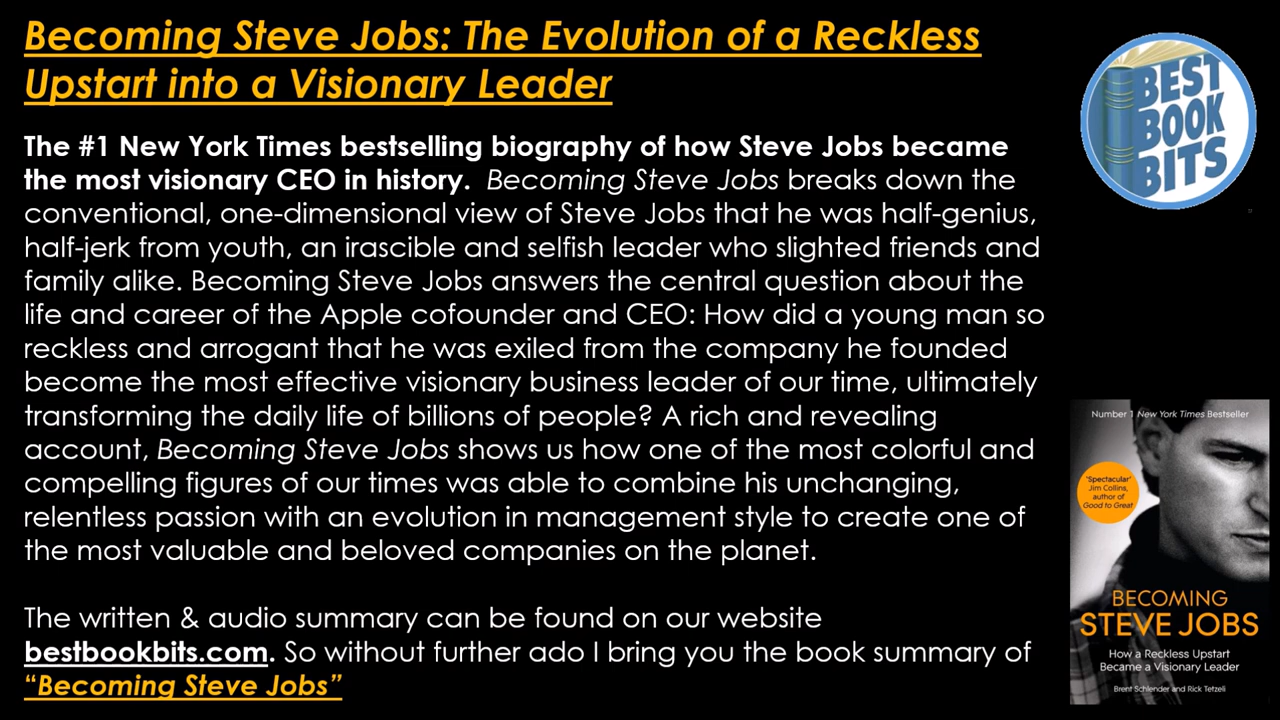 Becoming Steve Jobs: The Evolution of a Reckless
Upstart into a Visionary Leader
The #1 New York Times bestselling biography of how Steve Jobs became
the most visionary CEO in history. Becoming Steve Jobs breaks down the
conventional, one-dimensional view of Steve Jobs that he was half-genius,
half-jerk from youth, an irascible and selfish leader who slighted friends and
family alike. Becoming Steve Jobs answers the central question about the
life and career of the Apple cofounder and CEO: How did a young man so
reckless and arrogant that he was exiled from the company he founded
become the most effective visionary business leader of our time, ultimately
transforming the daily life of billions of people? A rich and revealing
account, Becoming Steve Jobs shows us how one of the most colorful and
compelling figures of our times was able to combine his unchanging,
relentless passion with an evolution in management style to create one of
the most valuable and beloved companies on the planet.
The written & audio summary can be found on our website
bestbookbits.com. So without further ado I bring you the book summary of
“Becoming Steve Jobs”
BEST
BOOK
BITS
Number 1 New York Times Bestseller
'Spectacular'
Jim Collins,
author of
Good to Great
BECOMING
STEVE JOBS
How a Reckless Upstart
Became a Visionary Leader
Brent Schlender and Rick Tetzeli